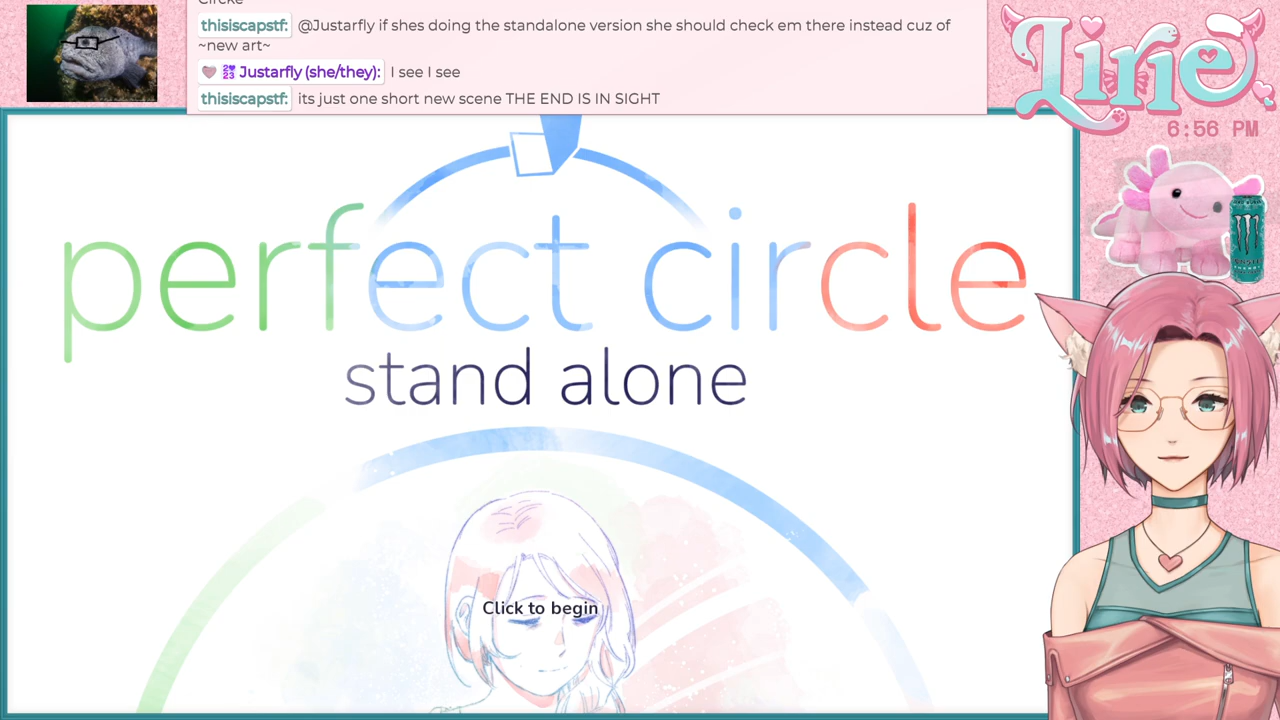 Circke
thisiscapstf: @Justarfly if shes doing the standalone version she should check em there instead cuz of
~new art~
Justarfly (she/they): I see I see
thisiscapstf: its just one short new scene THE END IS IN SIGHT
Lirie
6:56 PM
perfect circle
stand alone
Click to begin